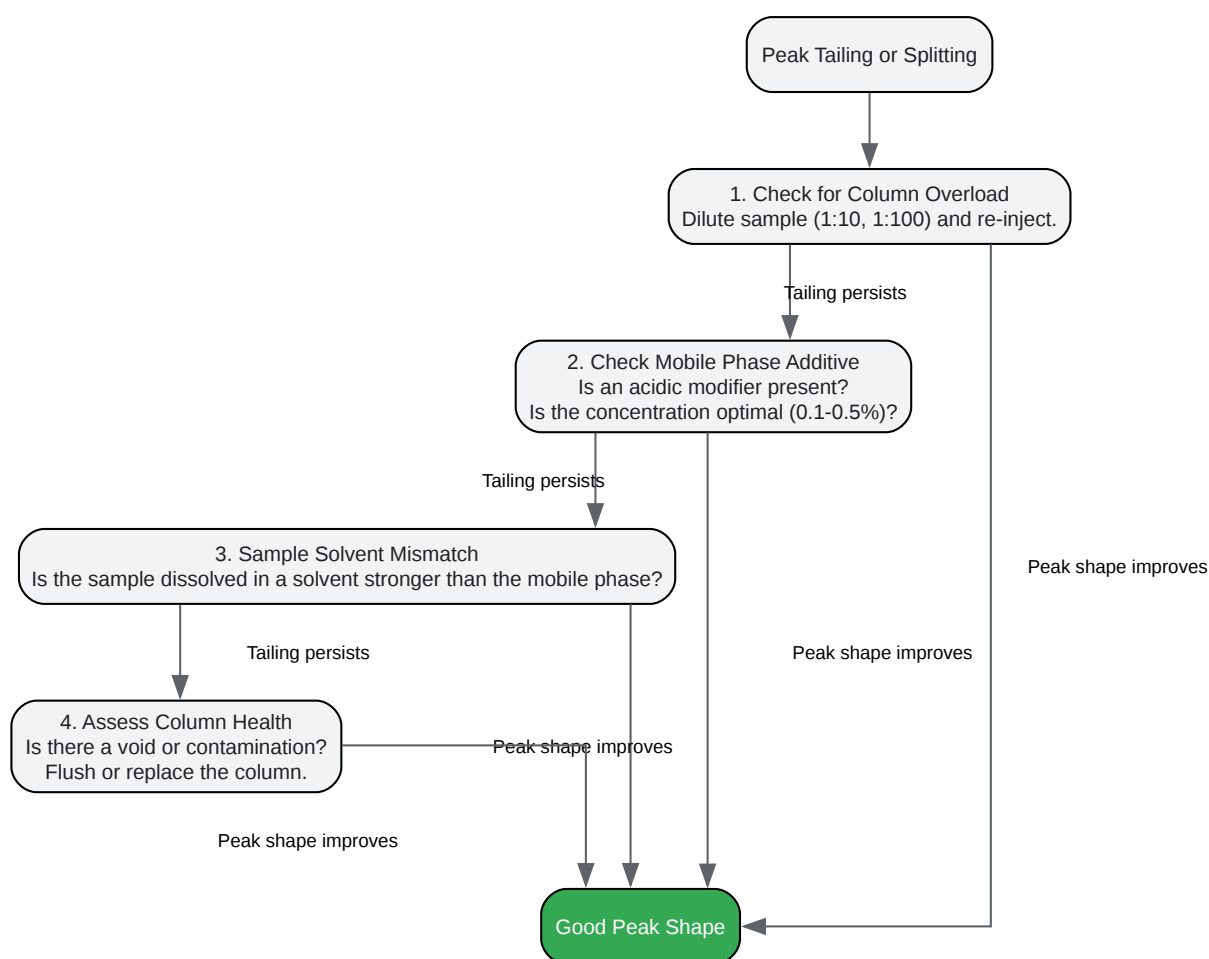 Peak Tailing or Splitting
1. Check for Column Overload
Dilute sample (1:10, 1:100) and re-inject.
Tailing persists
2. Check Mobile Phase Additive
Is an acidic modifier present?
Is the concentration optimal (0.1-0.5%)?
Tailing persists
3. Sample Solvent Mismatch
Is the sample dissolved in a solvent stronger than the mobile phase?
Peak shape improves
Tailing persists
Peak shape improves
4. Assess Column Health
Is there a void or contamination?
Flush or replace the column.
Peak shape improves
Peak shape improves
Good Peak Shape